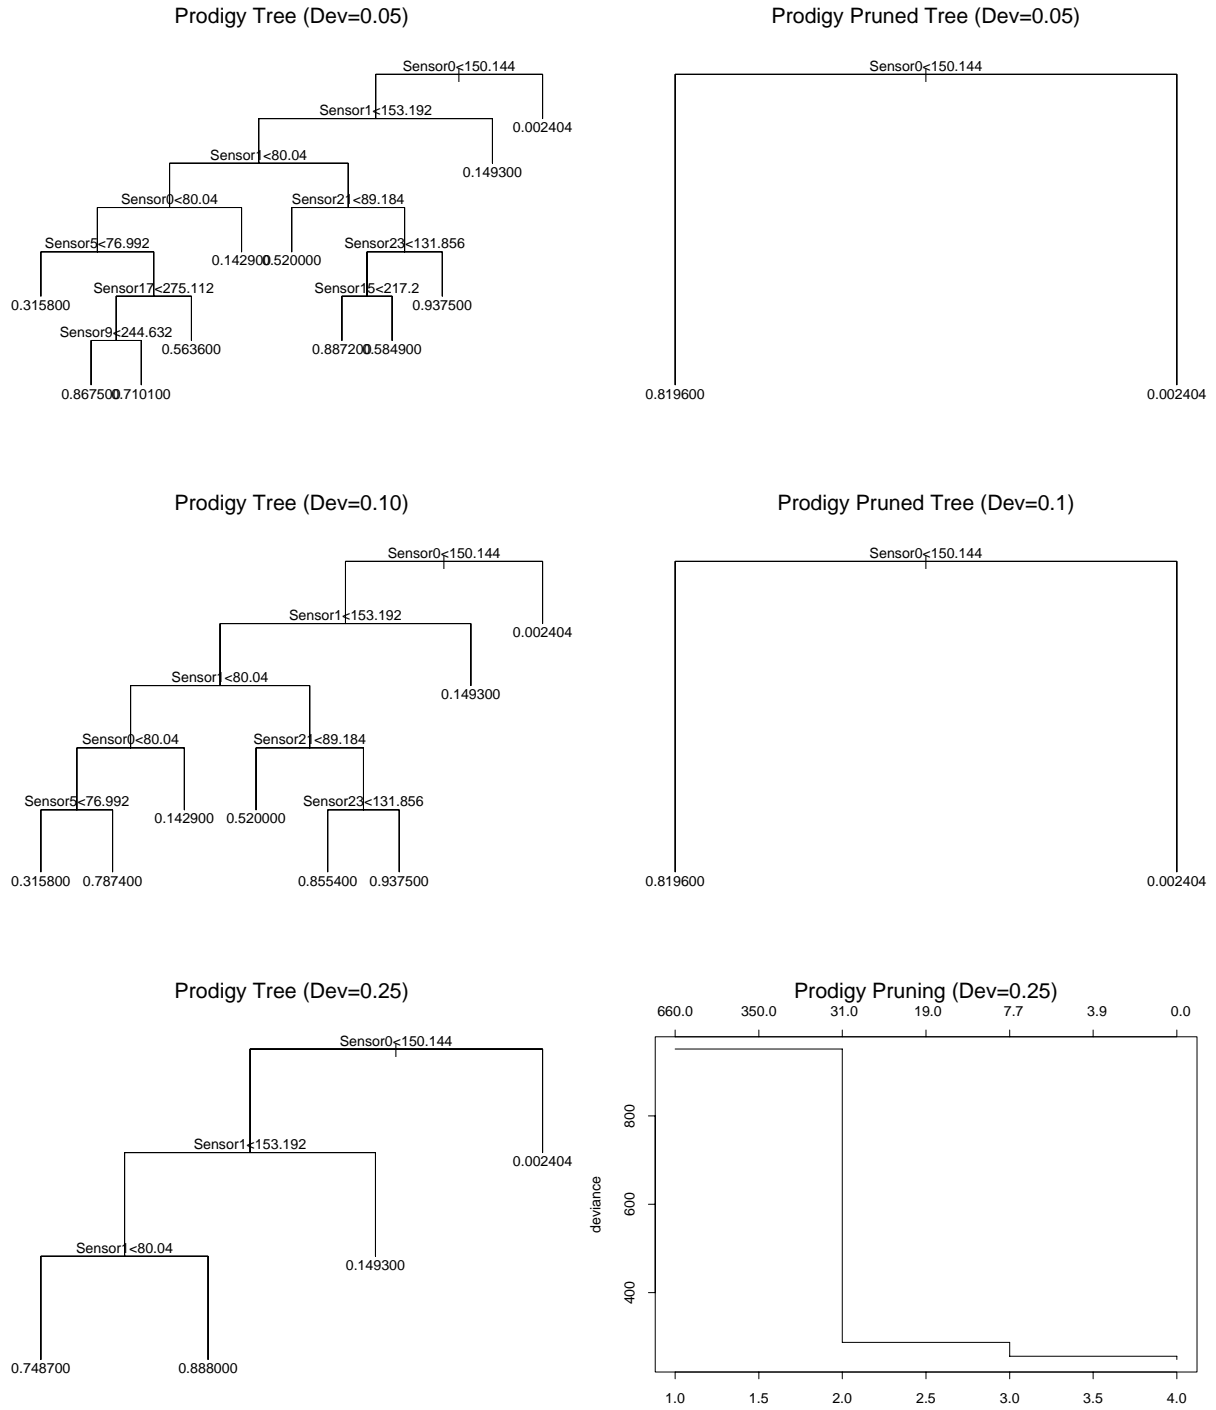 Prodigy Tree (Dev=0.05)
Sensor0<150.144
Sensor1<153.192
0.002404
Sensor1<80.04
0.149300
Sensor0<80.04
Sensor21<89.184
Sensor5<76.992
0.142900
0.520000
Sensor23<131.856
0.315800
Sensor17<275.112
Sensor15<217.2
0.937500
Sensor9<244.632
0.563600
0.887200
0.584900
0.867500
0.710100
Prodigy Pruned Tree (Dev=0.05)
Sensor0<150.144
0.819600
0.002404
Prodigy Tree (Dev=0.10)
Sensor0<150.144
Sensor1<153.192
0.002404
Sensor1<80.04
0.149300
Sensor0<80.04
Sensor21<89.184
Sensor5<76.992
0.142900
0.520000
Sensor23<131.856
0.315800
0.787400
0.855400
0.937500
Prodigy Pruned Tree (Dev=0.1)
Sensor0<150.144
0.819600
0.002404
Prodigy Tree (Dev=0.25)
Sensor0<150.144
Sensor1<153.192
0.002404
Sensor1<80.04
0.149300
0.748700
0.888000
Prodigy Pruning (Dev=0.25)
660.0 350.0 31.0 19.0 7.7 3.9 0.0
800
600
400
deviance
1.0 1.5 2.0 2.5 3.0 3.5 4.0